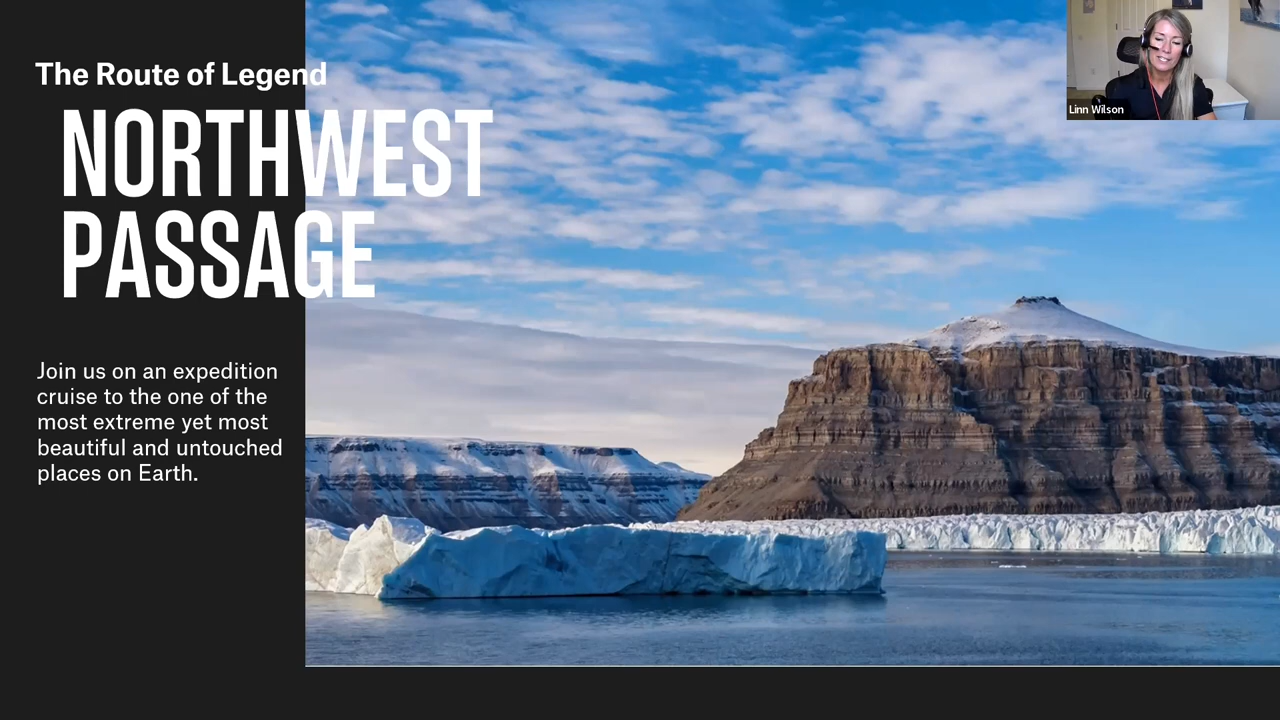 The Route of Legend
NORTHWEST
PASSAGE
Join us on an expedition
cruise to the one of the
most extreme yet most
beautiful and untouched
places on Earth.
Linn Wilson